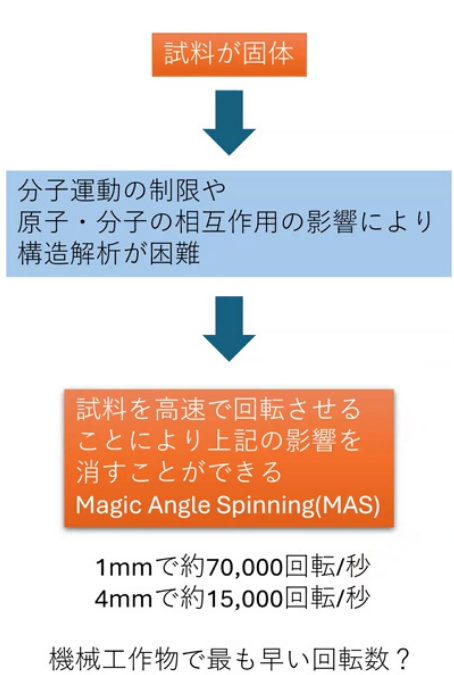 試料が固体
分子運動の制限や
原子・分子の相互作用の影響により
構造解析が困難
試料を高速で回転させる
ことにより上記の影響を
消すことができる
Magic Angle Spinning(MAS)
1mmで約70,000回転/秒
4mmで約15,000回転/秒
機械工作物で最も早い回転数？